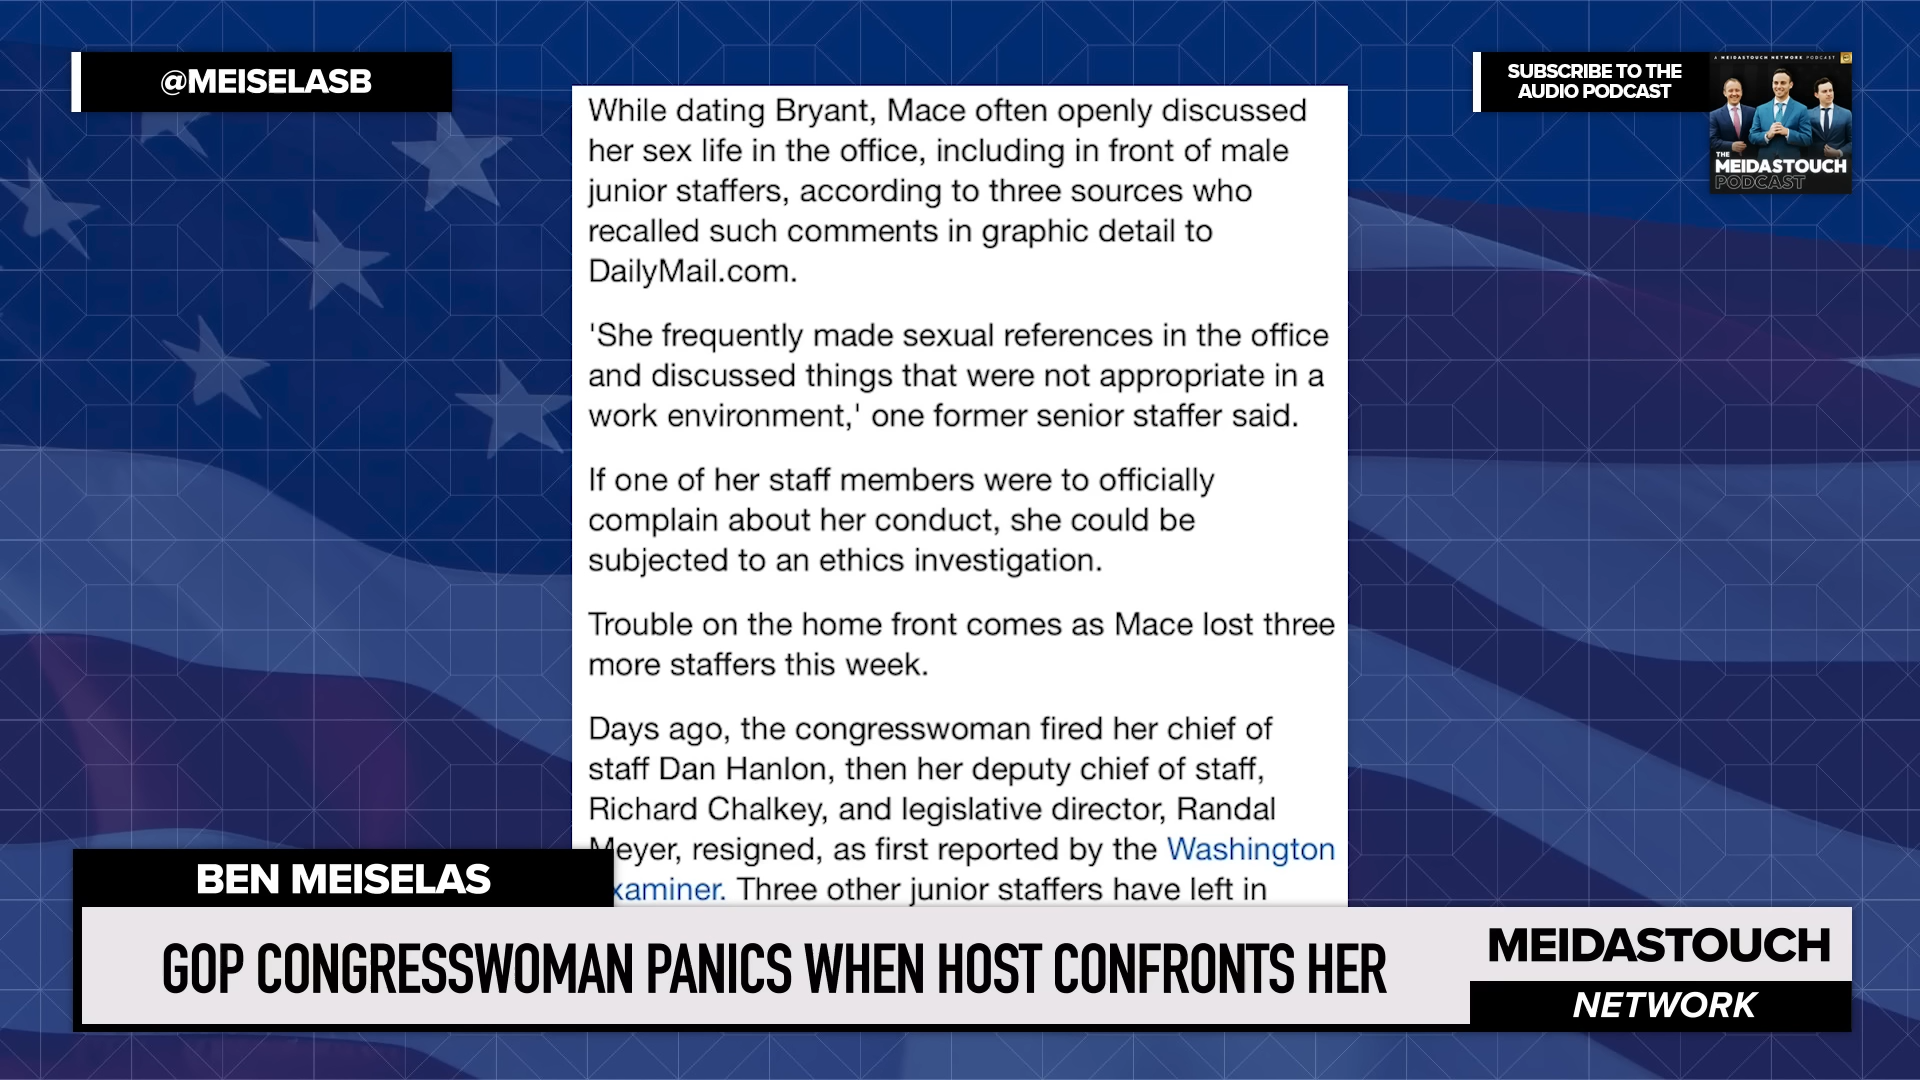 @MEISELASB
SUBSCRIBE TO THE
AUDIO PODCAST
A MEIDASTOUCH NETWORK PODCAST
THE
MEIDASTOUCH
PODCAST
While dating Bryant, Mace often openly discussed
her sex life in the office, including in front of male
junior staffers, according to three sources who
recalled such comments in graphic detail to
DailyMail.com.
'She frequently made sexual references in the office
and discussed things that were not appropriate in a
work environment,' one former senior staffer said.
If one of her staff members were to officially
complain about her conduct, she could be
subjected to an ethics investigation.
Trouble on the home front comes as Mace lost three
more staffers this week.
Days ago, the congresswoman fired her chief of
staff Dan Hanlon, then her deputy chief of staff,
Richard Chalkey, and legislative director, Randal
Meyer, resigned, as first reported by the Washington
xaminer. Three other junior staffers have left in
BEN MEISELAS
GOP CONGRESSWOMAN PANICS WHEN HOST CONFRONTS HER
MEIDASTOUCH
NETWORK